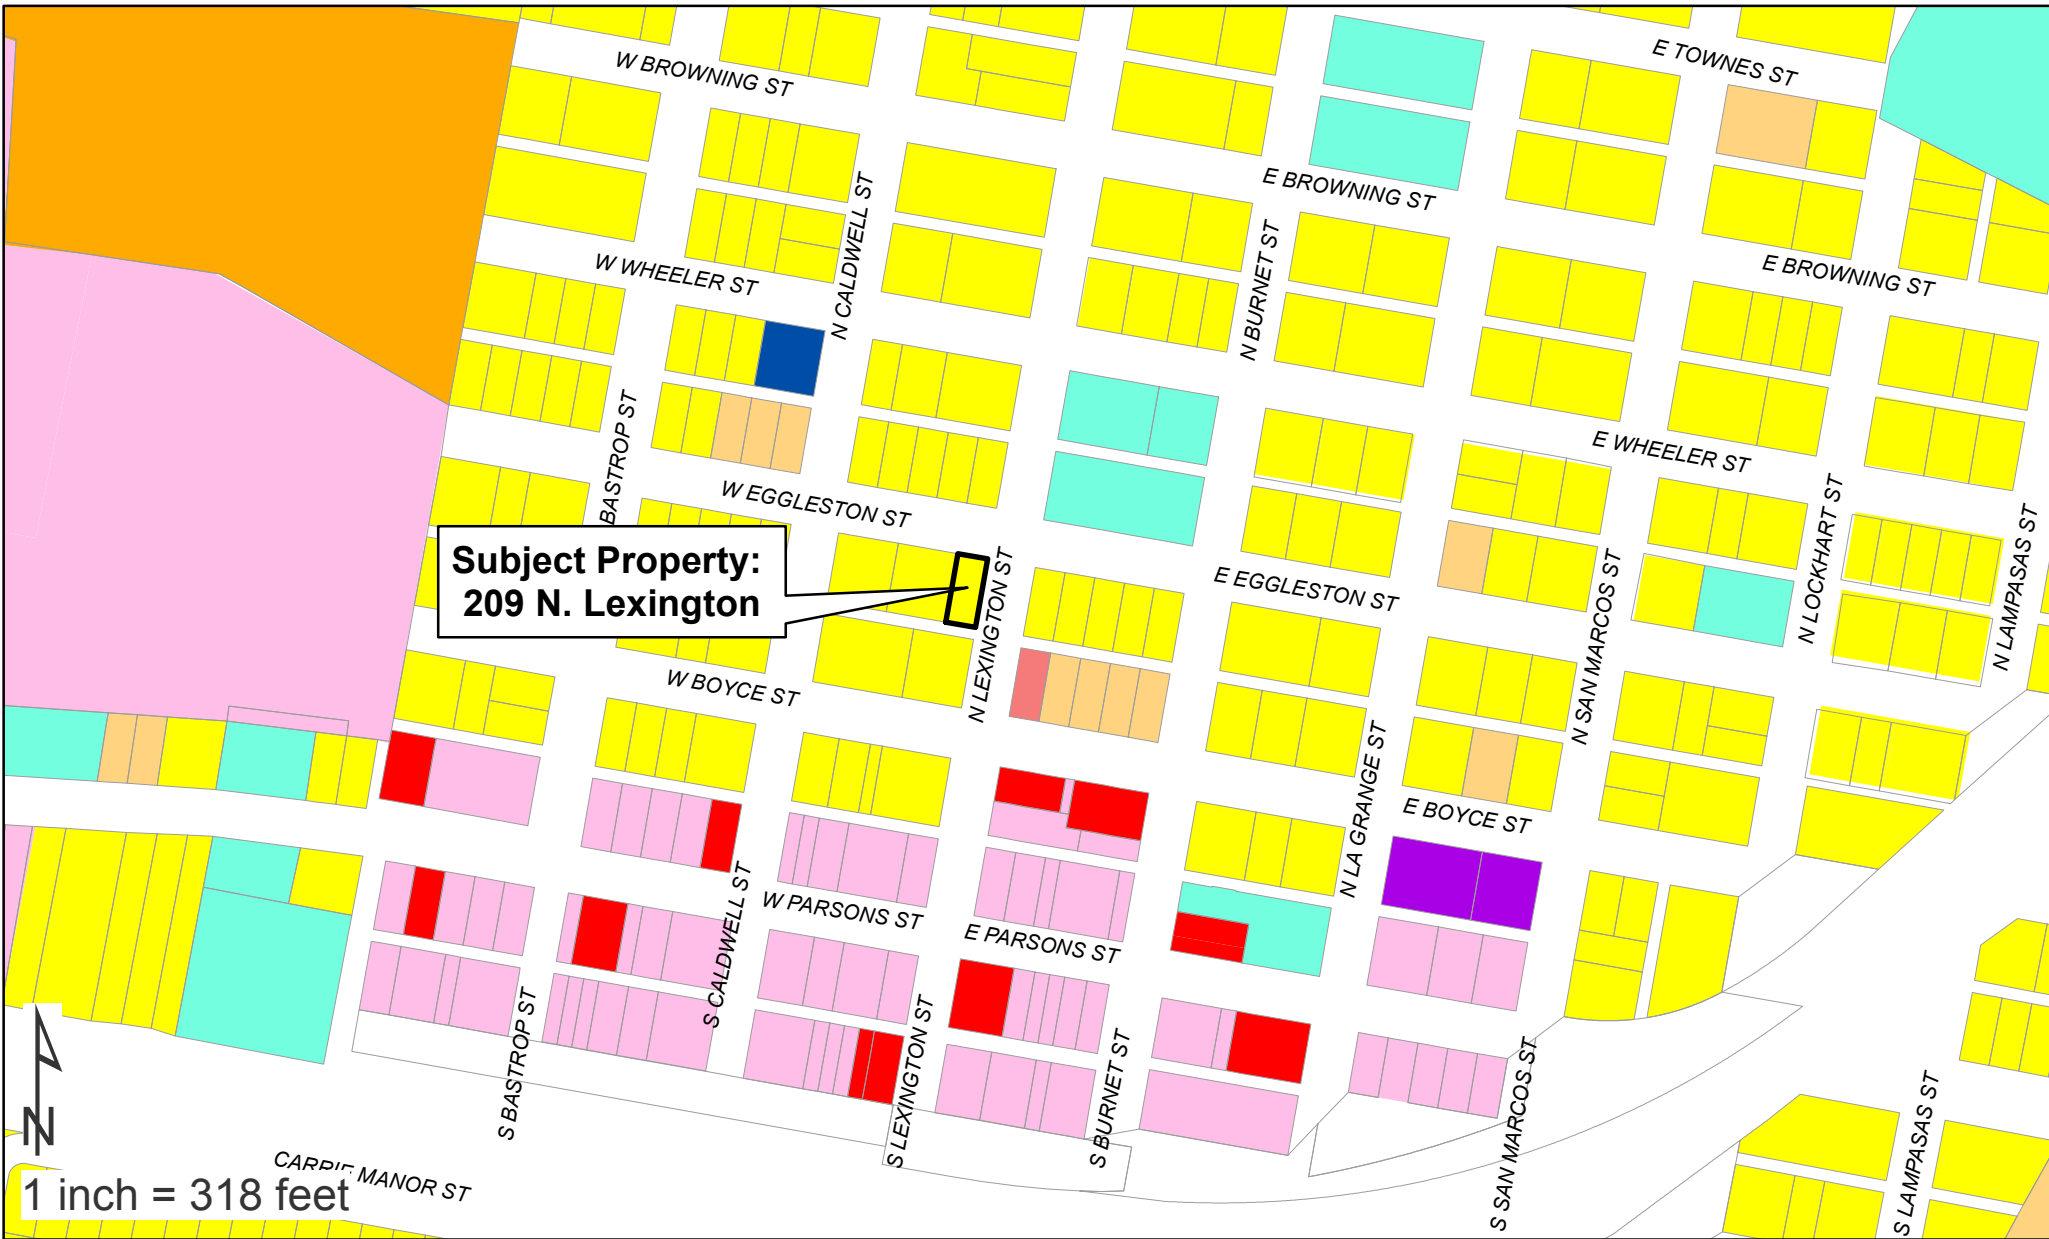 E TOWNES ST
W BROWNING ST
E BROWNING ST
N CALDWELL ST
W WHEELER ST
N BURNET ST
E BROWNING ST
BASTROP ST
E WHEELER ST
W EGGLESTON ST
N LOCKHART ST
N LAMPASAS ST
Subject Property:
209 N. Lexington
N LEXINGTON ST
E EGGLESTON ST
N SAN MARCOS ST
W BOYCE ST
N LA GRANGE ST
E BOYCE ST
W PARSONS ST
E PARSONS ST
S CALDWELL ST
S BASTROP ST
S LEXINGTON ST
S BURNET ST
S SAN MARCOS ST
S LAMPASAS ST
N
CARRIE MANOR ST
1 inch = 318 feet